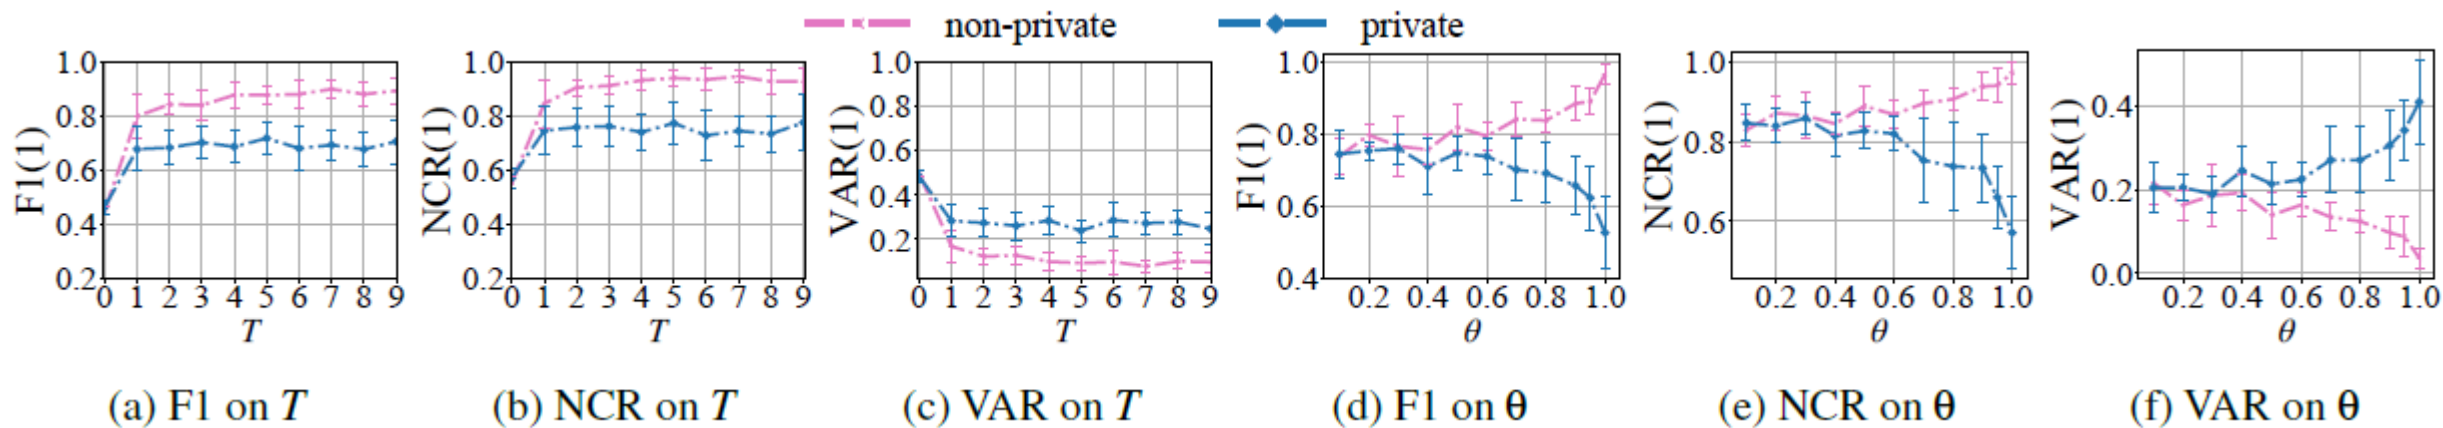 non-private private
1.0
0.8
0.6
0.4
0.2
F1(1)
0 1 2 3 4 5 6 7 8 9
T
1.0
0.8
0.6
0.4
0.2
NCR(1)
0 1 2 3 4 5 6 7 8 9
T
1.0
0.8
0.6
0.4
0.2
VAR(1)
0 1 2 3 4 5 6 7 8 9
T
1.0
0.8
0.6
0.4
F1(1)
0.2 0.4 0.6 0.8 1.0
θ
1.0
0.8
0.6
NCR(1)
0.2 0.4 0.6 0.8 1.0
θ
0.4
0.2
0.0
VAR(1)
0.2 0.4 0.6 0.8 1.0
θ
(a) F1 on T
(b) NCR on T
(c) VAR on T
(d) F1 on θ
(e) NCR on θ
(f) VAR on θ